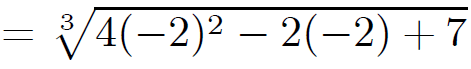 = ∛(4(−2)² − 2(−2) + 7)